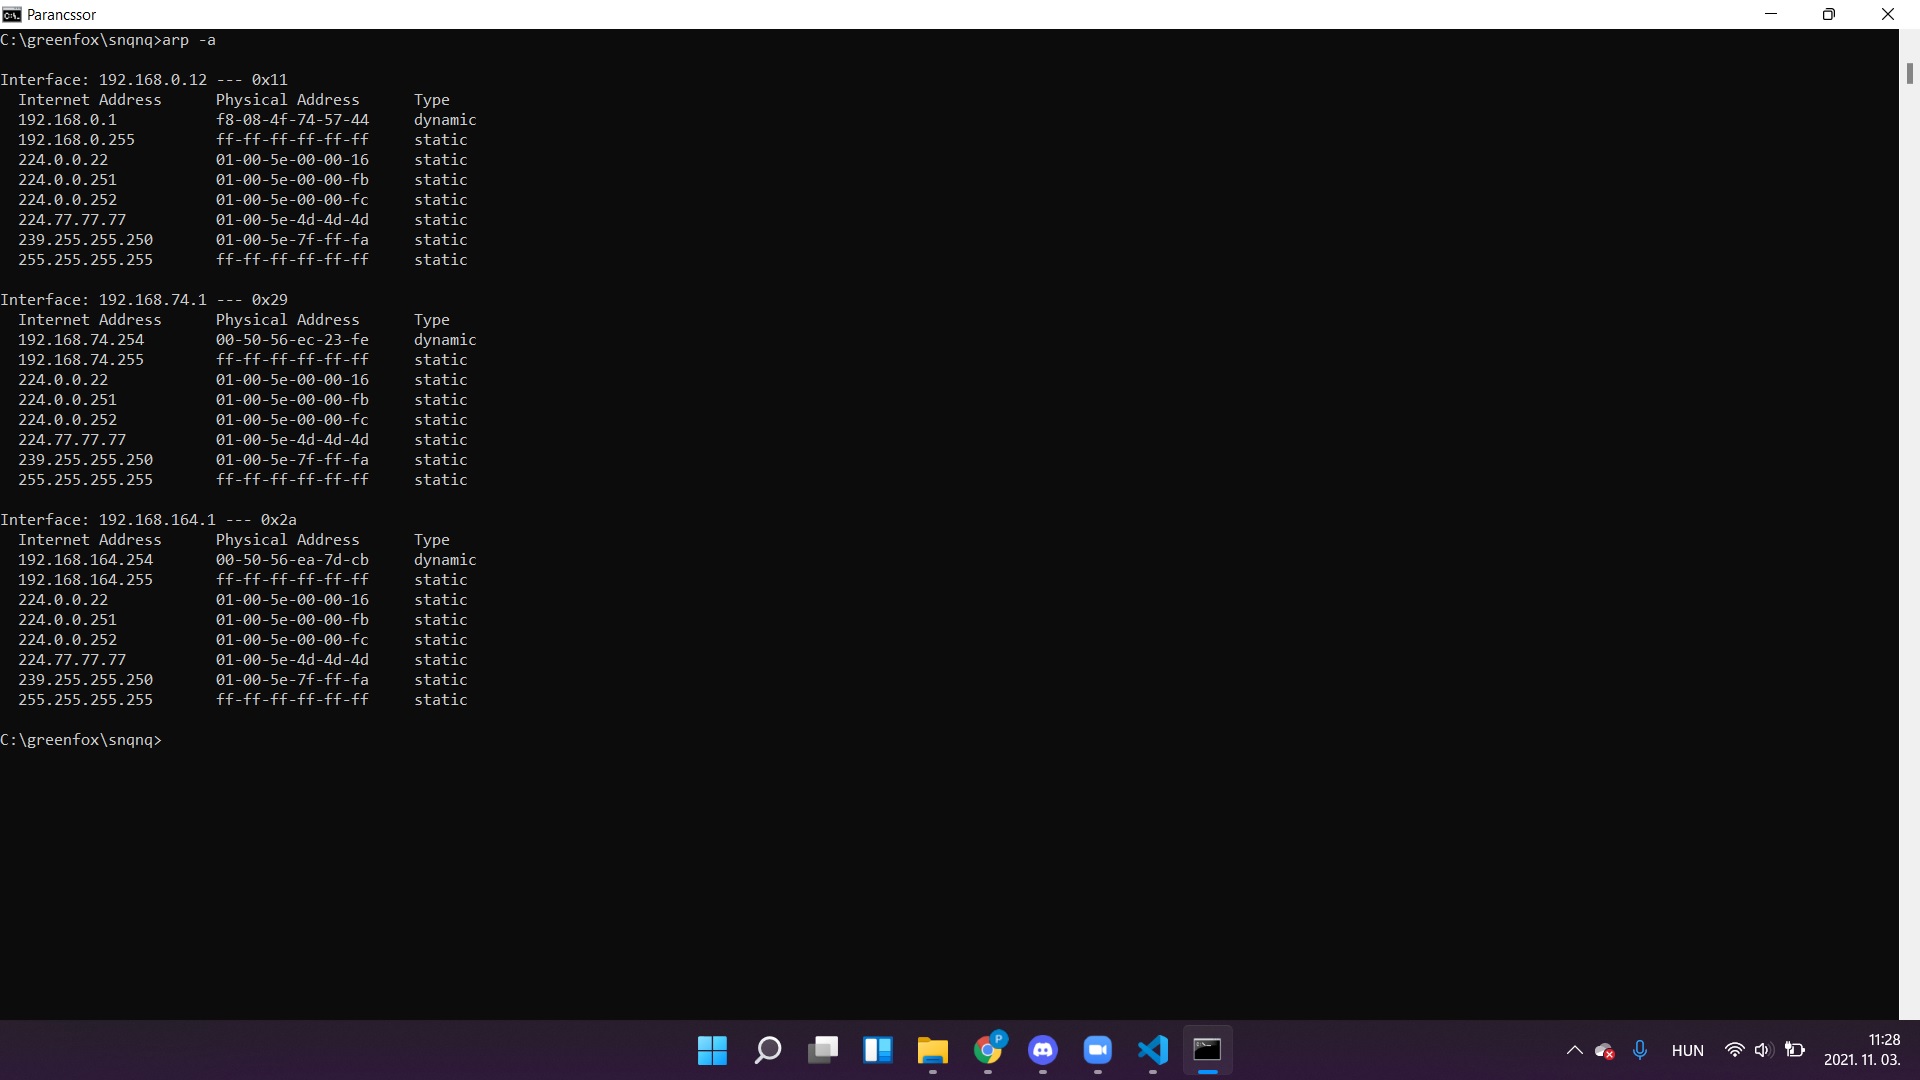 Parancssor
C:\greenfox\snqnq>arp -a
Interface: 192.168.0.12 --- 0x11
  Internet Address      Physical Address      Type
  192.168.0.1           f8-08-4f-74-57-44     dynamic
  192.168.0.255         ff-ff-ff-ff-ff-ff     static
  224.0.0.22            01-00-5e-00-00-16     static
  224.0.0.251           01-00-5e-00-00-fb     static
  224.0.0.252           01-00-5e-00-00-fc     static
  224.77.77.77          01-00-5e-4d-4d-4d     static
  239.255.255.250       01-00-5e-7f-ff-fa     static
  255.255.255.255       ff-ff-ff-ff-ff-ff     static
Interface: 192.168.74.1 --- 0x29
  Internet Address      Physical Address      Type
  192.168.74.254        00-50-56-ec-23-fe     dynamic
  192.168.74.255        ff-ff-ff-ff-ff-ff     static
  224.0.0.22            01-00-5e-00-00-16     static
  224.0.0.251           01-00-5e-00-00-fb     static
  224.0.0.252           01-00-5e-00-00-fc     static
  224.77.77.77          01-00-5e-4d-4d-4d     static
  239.255.255.250       01-00-5e-7f-ff-fa     static
  255.255.255.255       ff-ff-ff-ff-ff-ff     static
Interface: 192.168.164.1 --- 0x2a
  Internet Address      Physical Address      Type
  192.168.164.254       00-50-56-ea-7d-cb     dynamic
  192.168.164.255       ff-ff-ff-ff-ff-ff     static
  224.0.0.22            01-00-5e-00-00-16     static
  224.0.0.251           01-00-5e-00-00-fb     static
  224.0.0.252           01-00-5e-00-00-fc     static
  224.77.77.77          01-00-5e-4d-4d-4d     static
  239.255.255.250       01-00-5e-7f-ff-fa     static
  255.255.255.255       ff-ff-ff-ff-ff-ff     static
C:\greenfox\snqnq>
P
HUN
11:28
2021. 11. 03.